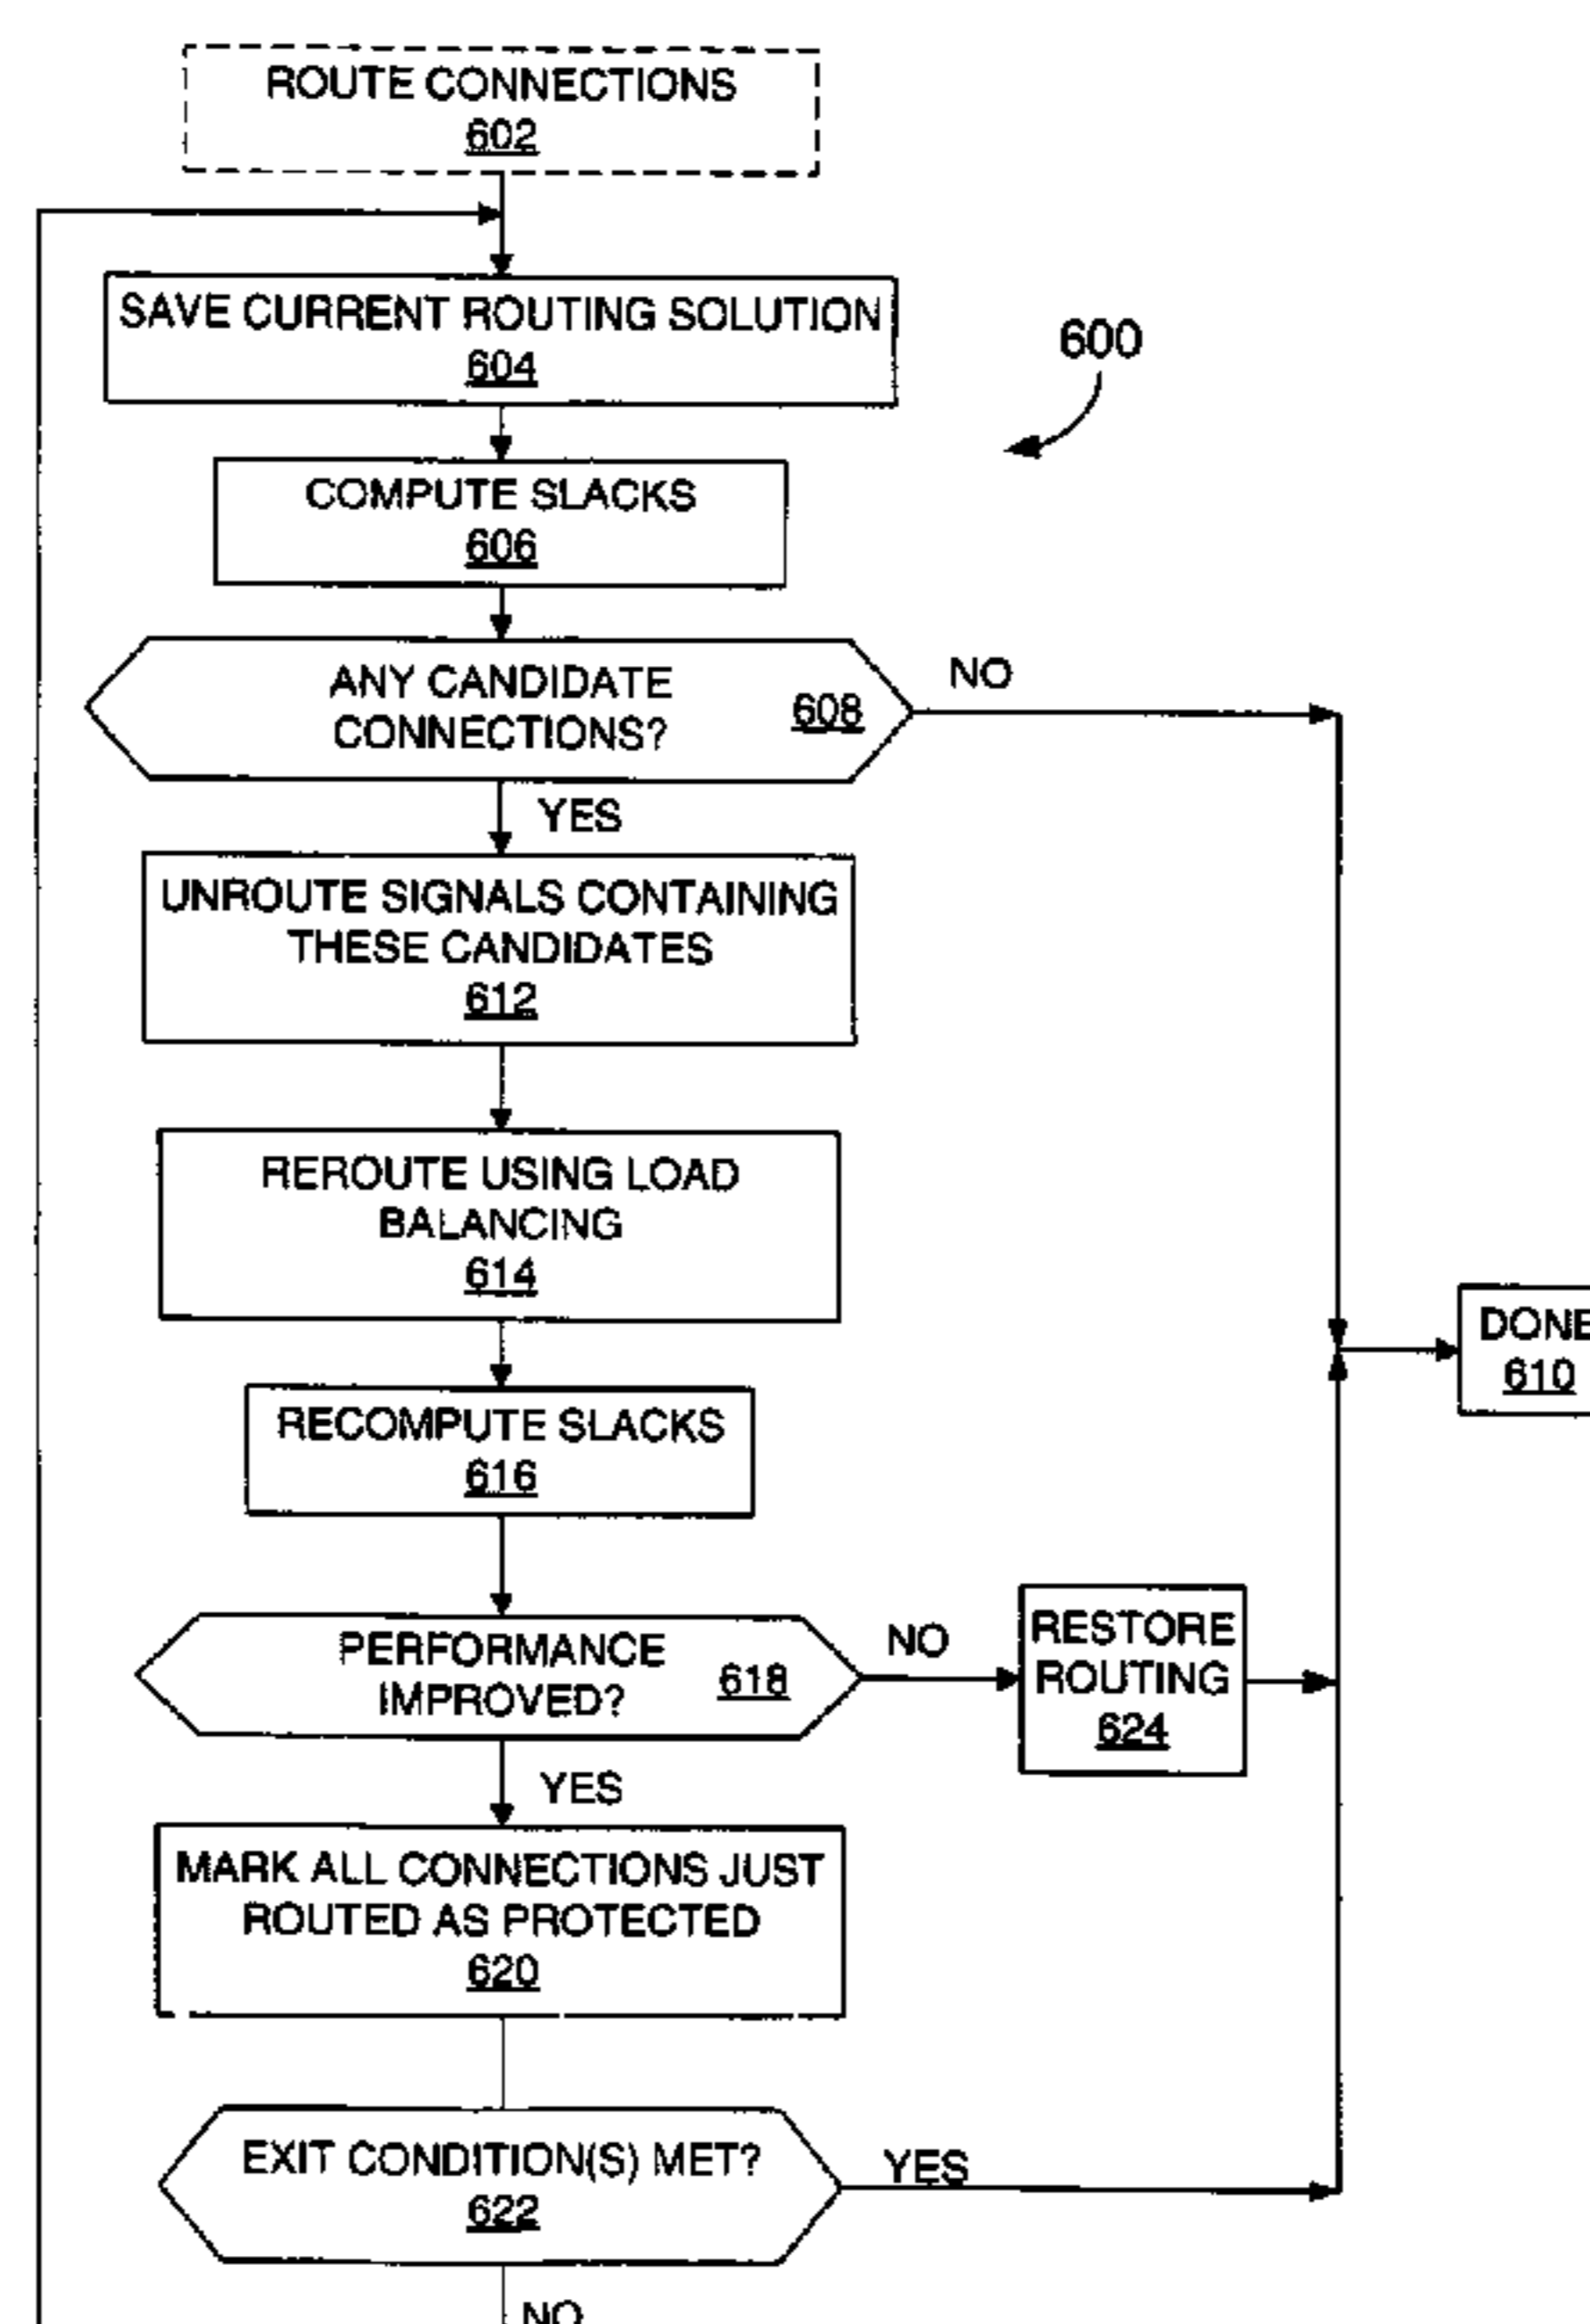 ROUTE CONNECTIONS
602
SAVE CURRENT ROUTING SOLUTION
604
600
COMPUTE SLACKS
606
ANY CANDIDATE
CONNECTIONS?
608
NO
YES
UNROUTE SIGNALS CONTAINING
THESE CANDIDATES
612
REROUTE USING LOAD
BALANCING
614
DONE
610
RECOMPUTE SLACKS
616
PERFORMANCE
IMPROVED?
618
NO
RESTORE
ROUTING
624
YES
MARK ALL CONNECTIONS JUST
ROUTED AS PROTECTED
620
EXIT CONDITION(S) MET?
622
YES
NO